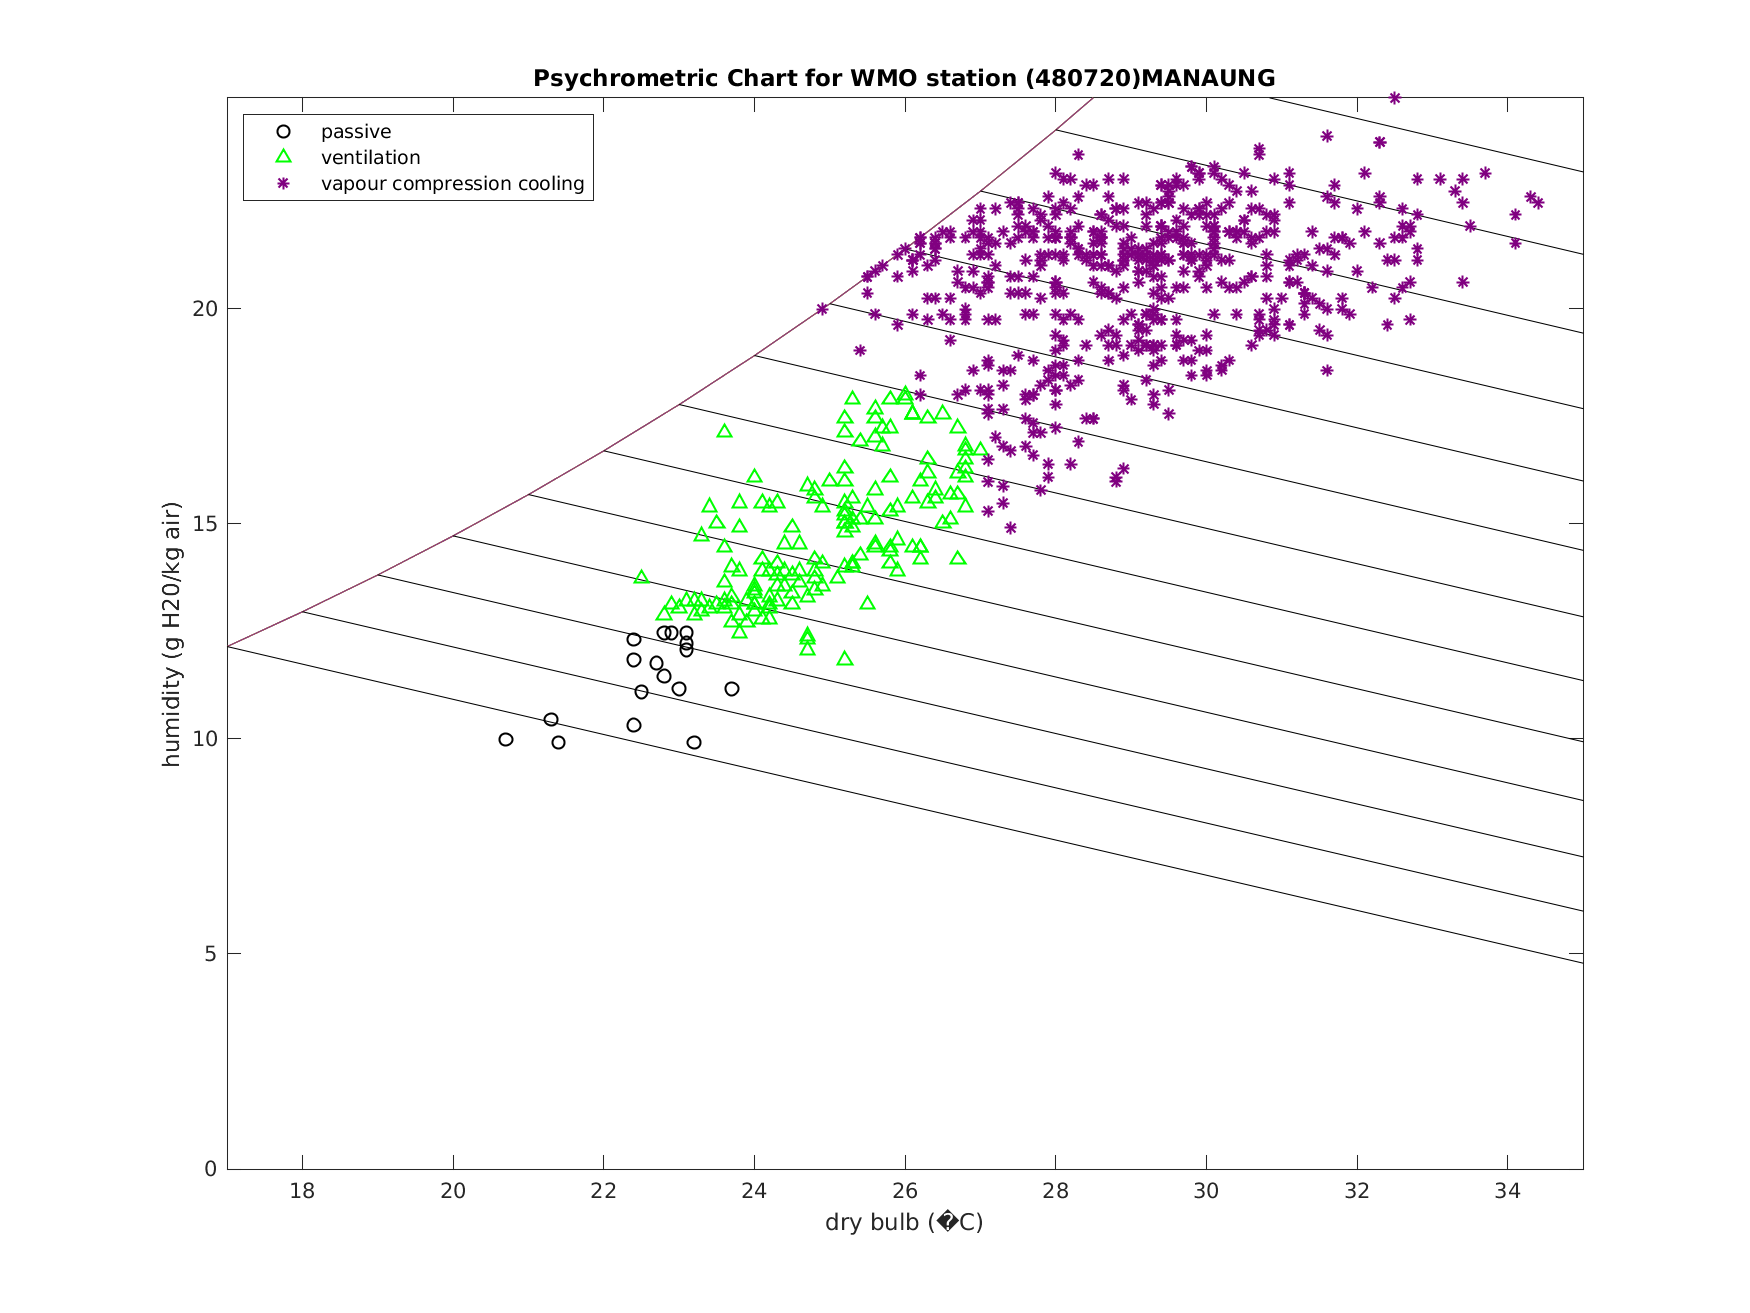 Psychrometric Chart for WMO station (480720)MANAUNG
passive
ventilation
vapour compression cooling
humidity (g H20/kg air)
20
15
10
5
0
18 20 22 24 26 28 30 32 34
dry bulb (�C)